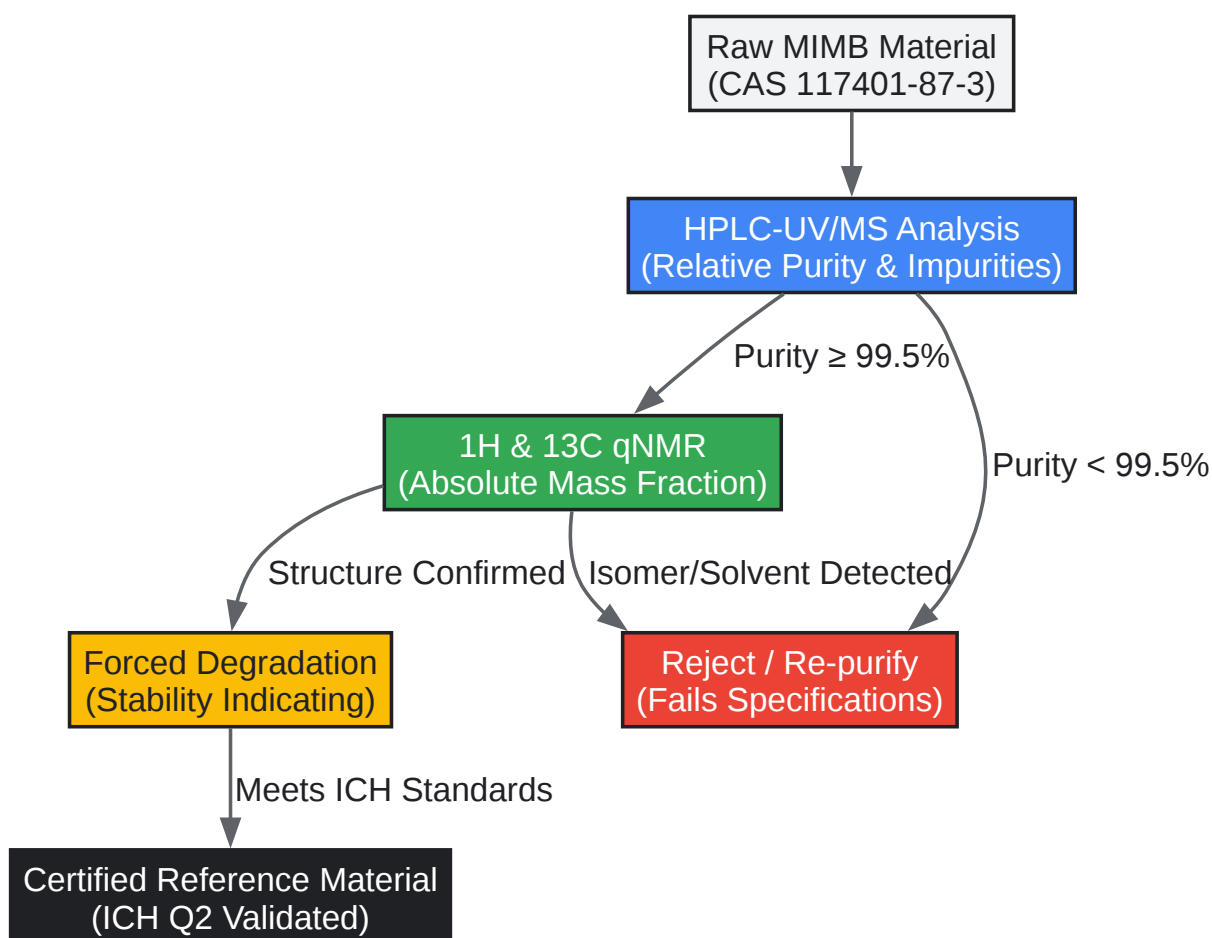 Raw MIMB Material
(CAS 117401-87-3)
HPLC-UV/MS Analysis
(Relative Purity & Impurities)
Purity ≥ 99.5%
1H & 13C qNMR
(Absolute Mass Fraction)
Purity < 99.5%
Structure Confirmed
Isomer/Solvent Detected
Forced Degradation
(Stability Indicating)
Reject / Re-purify
(Fails Specifications)
Meets ICH Standards
Certified Reference Material
(ICH Q2 Validated)